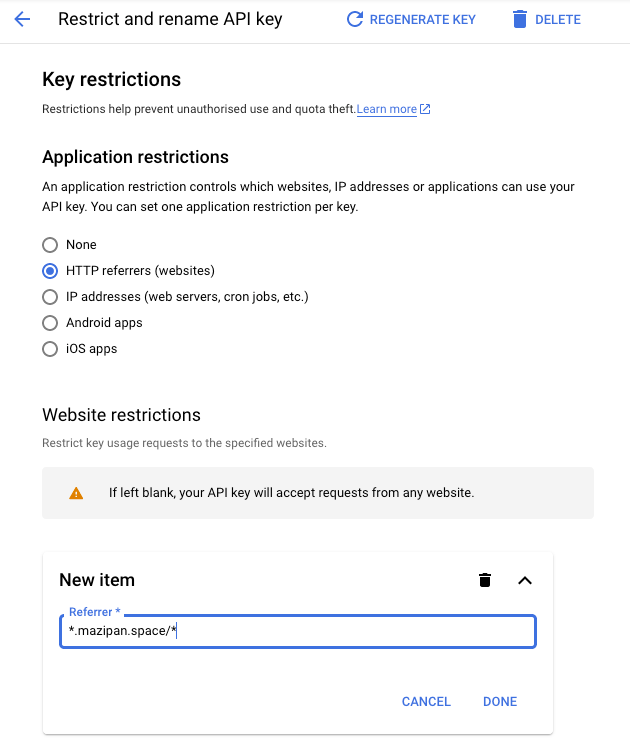 Restrict and rename API key
REGENERATE KEY
DELETE
Key restrictions
Restrictions help prevent unauthorised use and quota theft.Learn more
Application restrictions
An application restriction controls which websites, IP addresses or applications can use your
API key. You can set one application restriction per key.
None
HTTP referrers (websites)
IP addresses (web servers, cron jobs, etc.)
Android apps
iOS apps
Website restrictions
Restrict key usage requests to the specified websites.
If left blank, your API key will accept requests from any website.
New item
Referrer *
*.mazipan.space/*
CANCEL
DONE